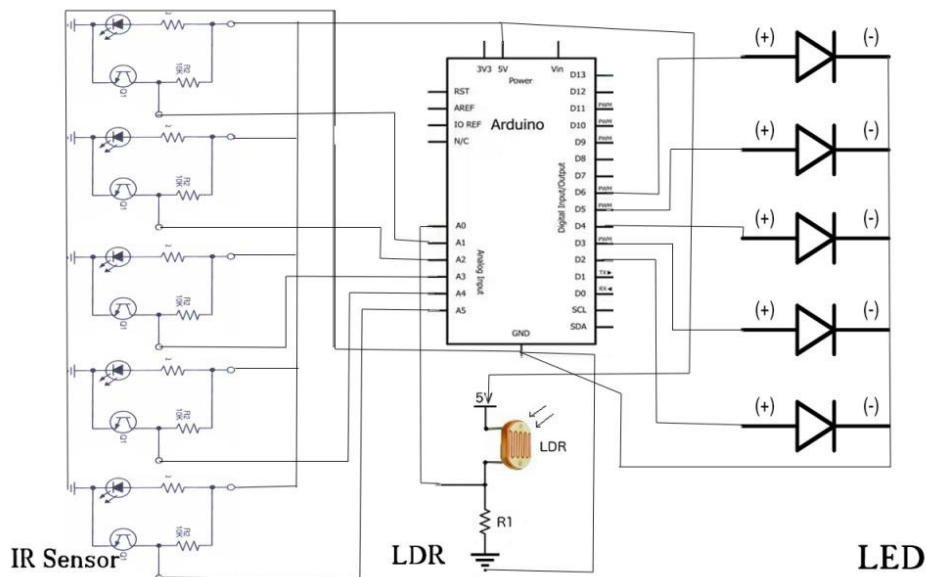 3V3
5V
Vin
Power
RST
AREF
IO REF
N/C
Arduino
D13
D12
D11
PWM
D10
PWM
D9
PWM
D8
D7
D6
PWM
D5
PWM
D4
D3
PWM
D2
D1
TX▶
D0
RX◀
SCL
SDA
Digital Input/Output
A0
A1
A2
A3
A4
A5
Analog Input
GND
R2
10K
Q1
R2
10K
Q1
R2
10K
Q1
R2
10K
Q1
R2
10K
Q1
(+)
(-)
(+)
(-)
(+)
(-)
(+)
(-)
(+)
(-)
5V
LDR
R1
IR Sensor
LDR
LED